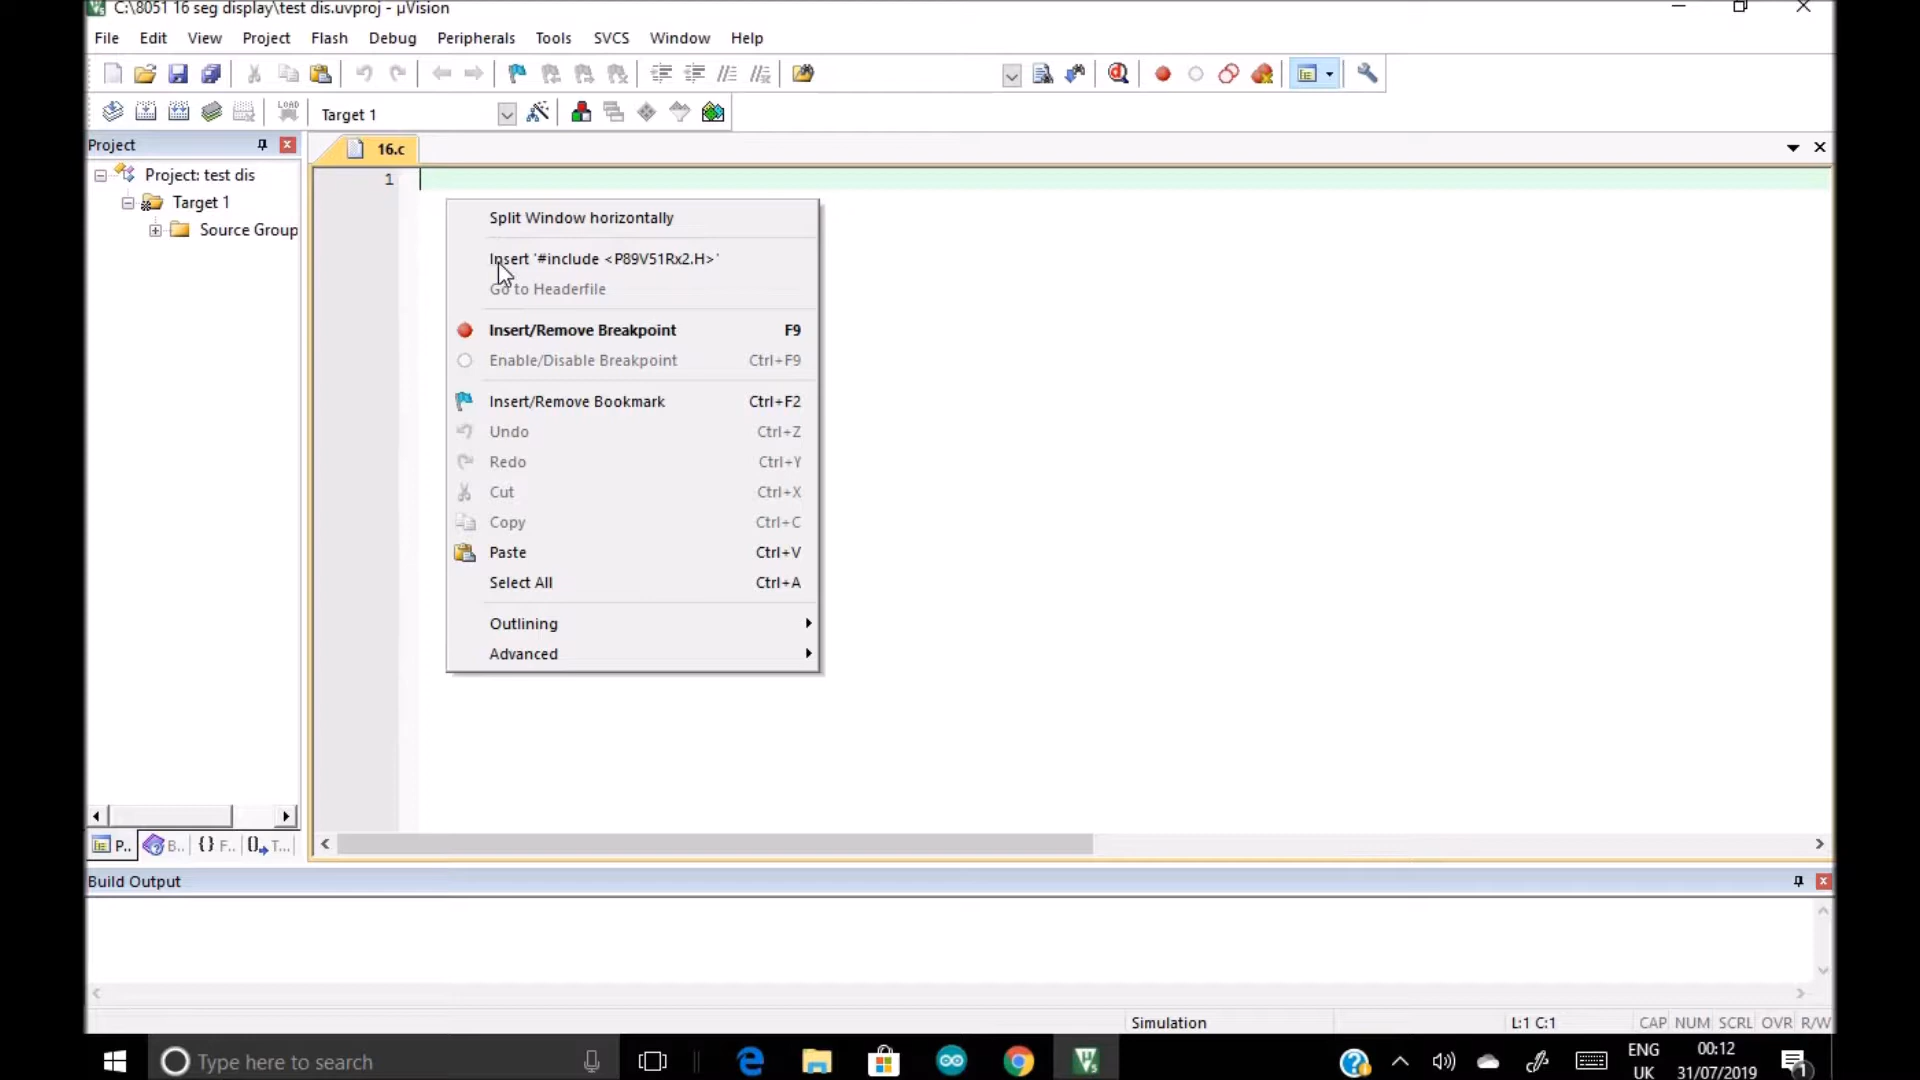 C:\8051 16 seg display\test dis.uvproj - µVision
File Edit View Project Flash Debug Peripherals Tools SVCS Window Help
LOAD
Target 1
Project
16.c
Project: test dis
Target 1
Source Group
1
Split Window horizontally
Insert '#include <P89V51Rx2.H>'
Go to Headerfile
Insert/Remove Breakpoint F9
Enable/Disable Breakpoint Ctrl+F9
Insert/Remove Bookmark Ctrl+F2
Undo Ctrl+Z
Redo Ctrl+Y
Cut Ctrl+X
Copy Ctrl+C
Paste Ctrl+V
Select All Ctrl+A
Outlining
Advanced
P.. B.. {} F.. 0 T...
Build Output
Simulation L:1 C:1 CAP NUM SCRL OVR R/W
Type here to search
ENG
UK
00:12
31/07/2019
1